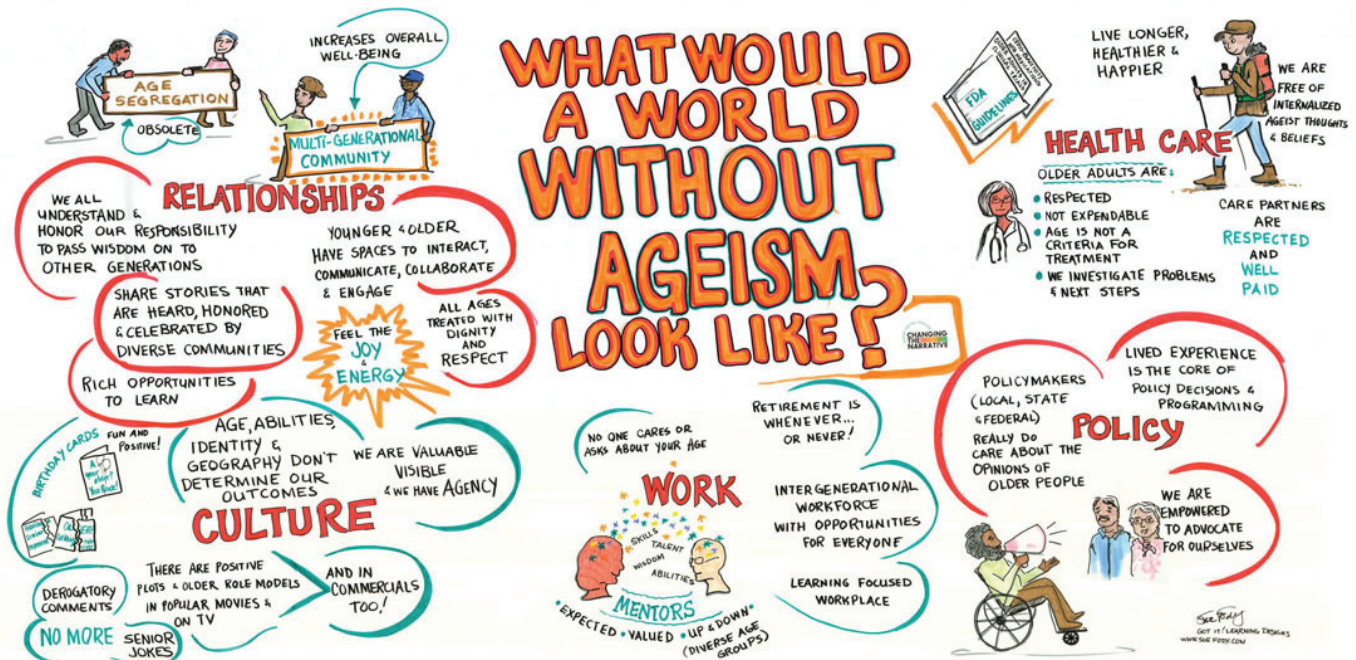 WHAT WOULD
A WORLD
WITHOUT
AGEISM
LOOK LIKE?
CHANGING
THE
NARRATIVE
AGE
SEGREGATION
OBSOLETE
INCREASES OVERALL
WELL-BEING
MULTI-GENERATIONAL
COMMUNITY
RELATIONSHIPS
WE ALL
UNDERSTAND &
HONOR OUR RESPONSIBILITY
TO PASS WISDOM ON TO
OTHER GENERATIONS
YOUNGER & OLDER
HAVE SPACES TO INTERACT,
COMMUNICATE, COLLABORATE
& ENGAGE
SHARE STORIES THAT
ARE HEARD, HONORED
& CELEBRATED BY
DIVERSE COMMUNITIES
FEEL THE
JOY
&
ENERGY
ALL AGES
TREATED WITH
DIGNITY
AND
RESPECT
RICH OPPORTUNITIES
TO LEARN
CULTURE
BIRTHDAY CARDS
FUN AND
POSITIVE!
AGE, ABILITIES,
IDENTITY &
GEOGRAPHY DON'T
DETERMINE OUR
OUTCOMES
WE ARE VALUABLE
VISIBLE
& WE HAVE AGENCY
DEROGATORY
COMMENTS
NO MORE SENIOR
JOKES
THERE ARE POSITIVE
PLOTS & OLDER ROLE MODELS
IN POPULAR MOVIES &
ON TV
AND IN
COMMERCIALS
TOO!
WORK
NO ONE CARES OR
ASKS ABOUT YOUR AGE
RETIREMENT IS
WHENEVER...
OR NEVER!
SKILLS
TALENT
WISDOM
ABILITIES
MENTORS
• EXPECTED • VALUED • UP & DOWN •
(DIVERSE AGE
GROUPS)
INTERGENERATIONAL
WORKFORCE
WITH OPPORTUNITIES
FOR EVERYONE
LEARNING FOCUSED
WORKPLACE
FDA
GUIDELINES
LIVE LONGER,
HEALTHIER &
HAPPIER
WE ARE
FREE OF
INTERNALIZED
AGEIST THOUGHTS
& BELIEFS
HEALTH CARE
OLDER ADULTS ARE:
• RESPECTED
• NOT EXPENDABLE
• AGE IS NOT A
CRITERIA FOR
TREATMENT
• WE INVESTIGATE PROBLEMS
& NEXT STEPS
CARE PARTNERS
ARE
RESPECTED
AND
WELL
PAID
POLICY
POLICYMAKERS
(LOCAL, STATE
& FEDERAL)
REALLY DO
CARE ABOUT THE
OPINIONS OF
OLDER PEOPLE
LIVED EXPERIENCE
IS THE CORE OF
POLICY DECISIONS &
PROGRAMMING
WE ARE
EMPOWERED
TO ADVOCATE
FOR OURSELVES
SUE FODY
GOT IT! LEARNING DESIGNS
WWW.SUEFODY.COM